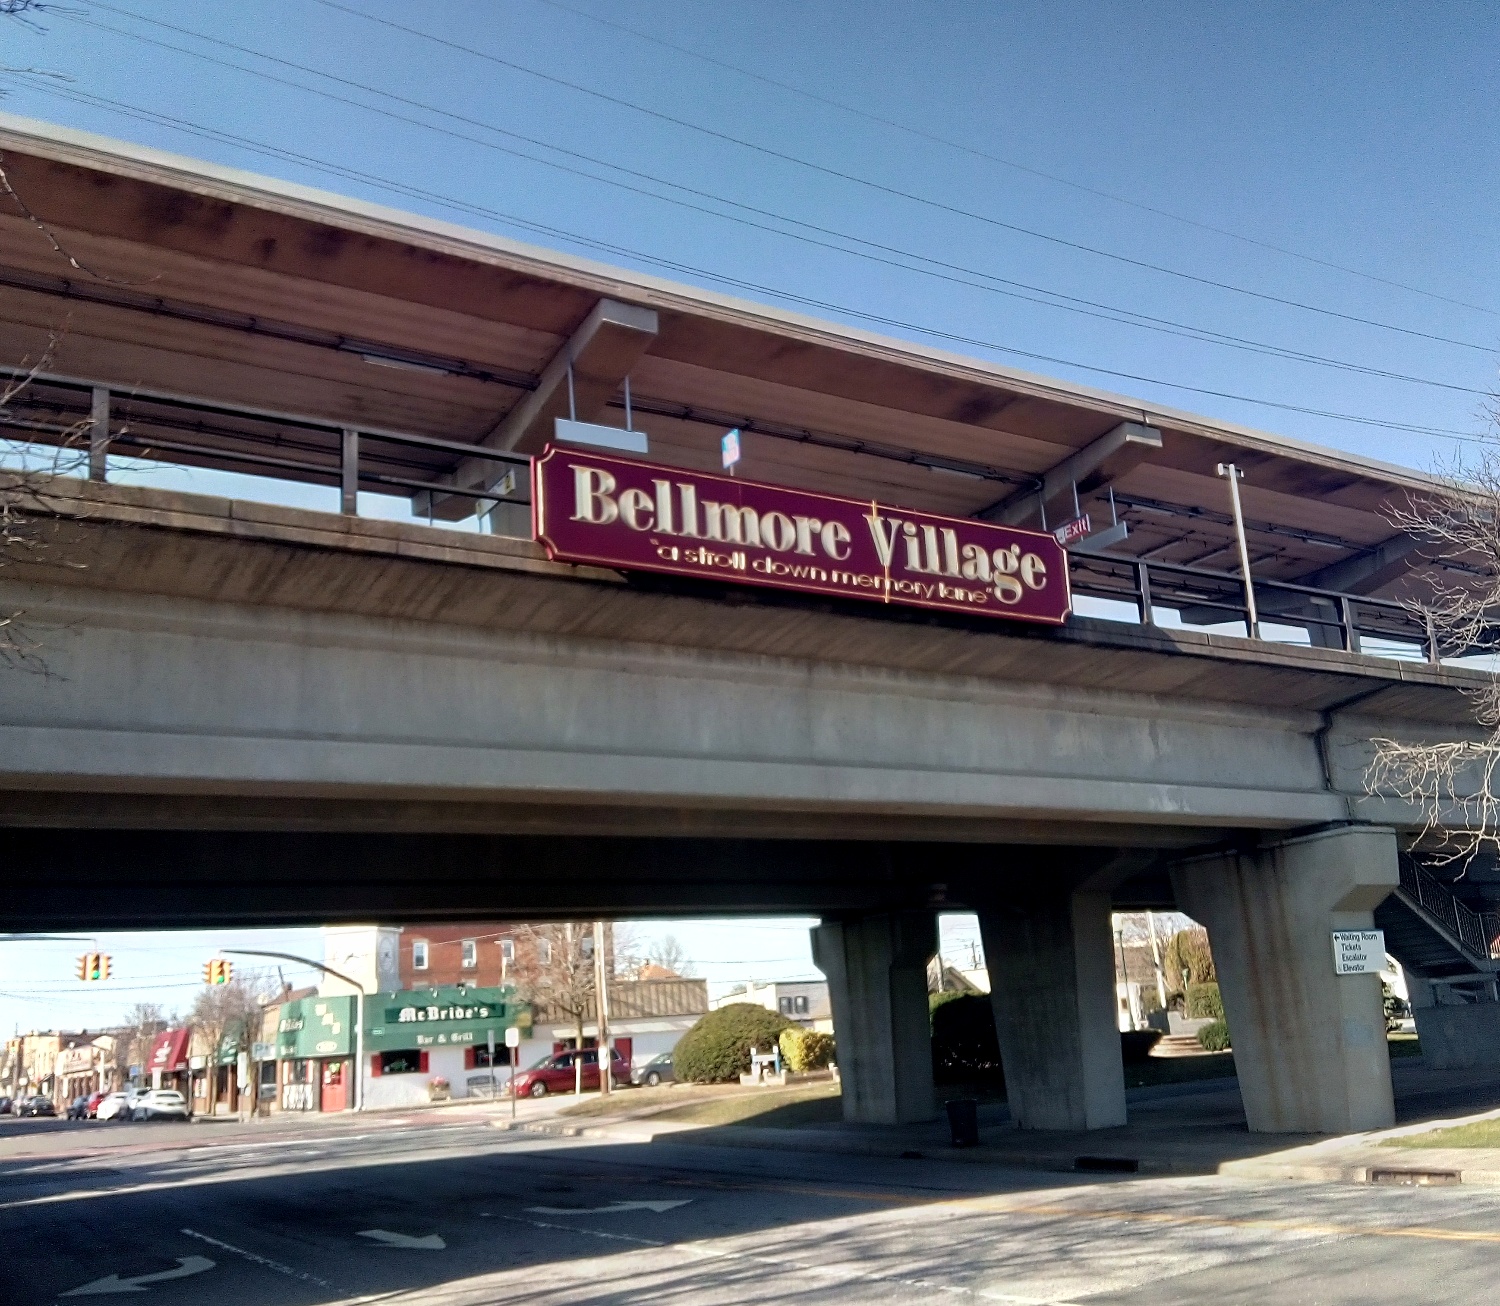 Bellmore Village
"a stroll down memory lane"
Exit
Waiting Room
Tickets
Escalator
Elevator
McBride's
Bar & Grill